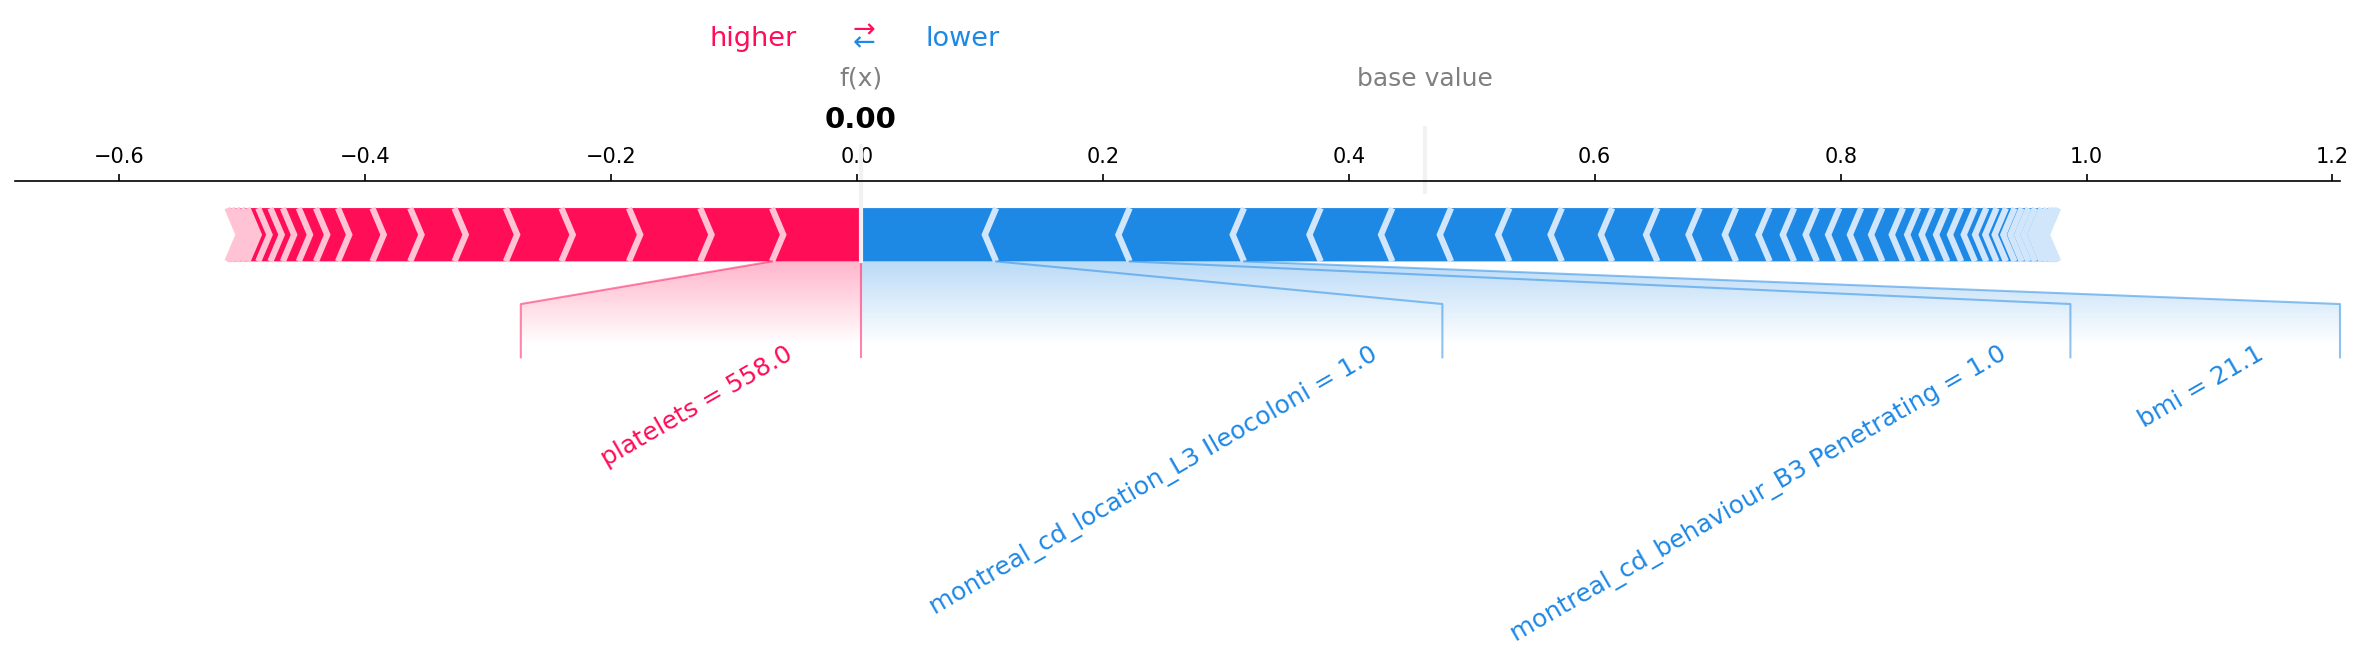 higher ⇄ lower
f(x)
base value
0.00
−0.6 −0.4 −0.2 0.0 0.2 0.4 0.6 0.8 1.0 1.2
platelets = 558.0
montreal_cd_location_L3 Ileocoloni = 1.0
montreal_cd_behaviour_B3 Penetrating = 1.0
bmi = 21.1